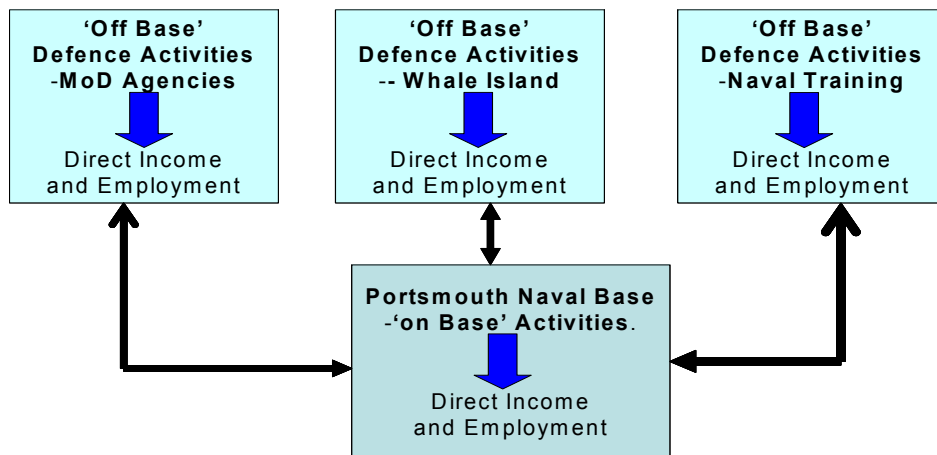 ‘Off Base’
Defence Activities
-MoD Agencies
Direct Income
and Employment
‘Off Base’
Defence Activities
-- Whale Island
Direct Income
and Employment
‘Off Base’
Defence Activities
-Naval Training
Direct Income
and Employment
Portsmouth Naval Base
-‘on Base’ Activities.
Direct Income
and Employment